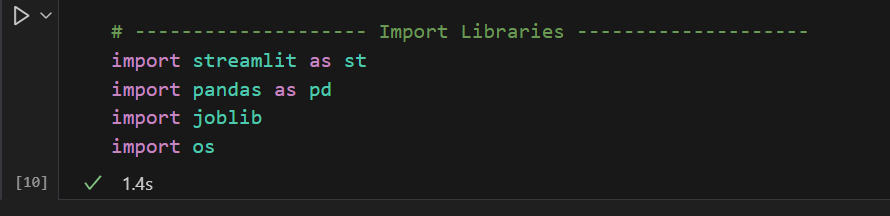 # -------------------- Import Libraries --------------------
import streamlit as st
import pandas as pd
import joblib
import os
[10] 1.4s